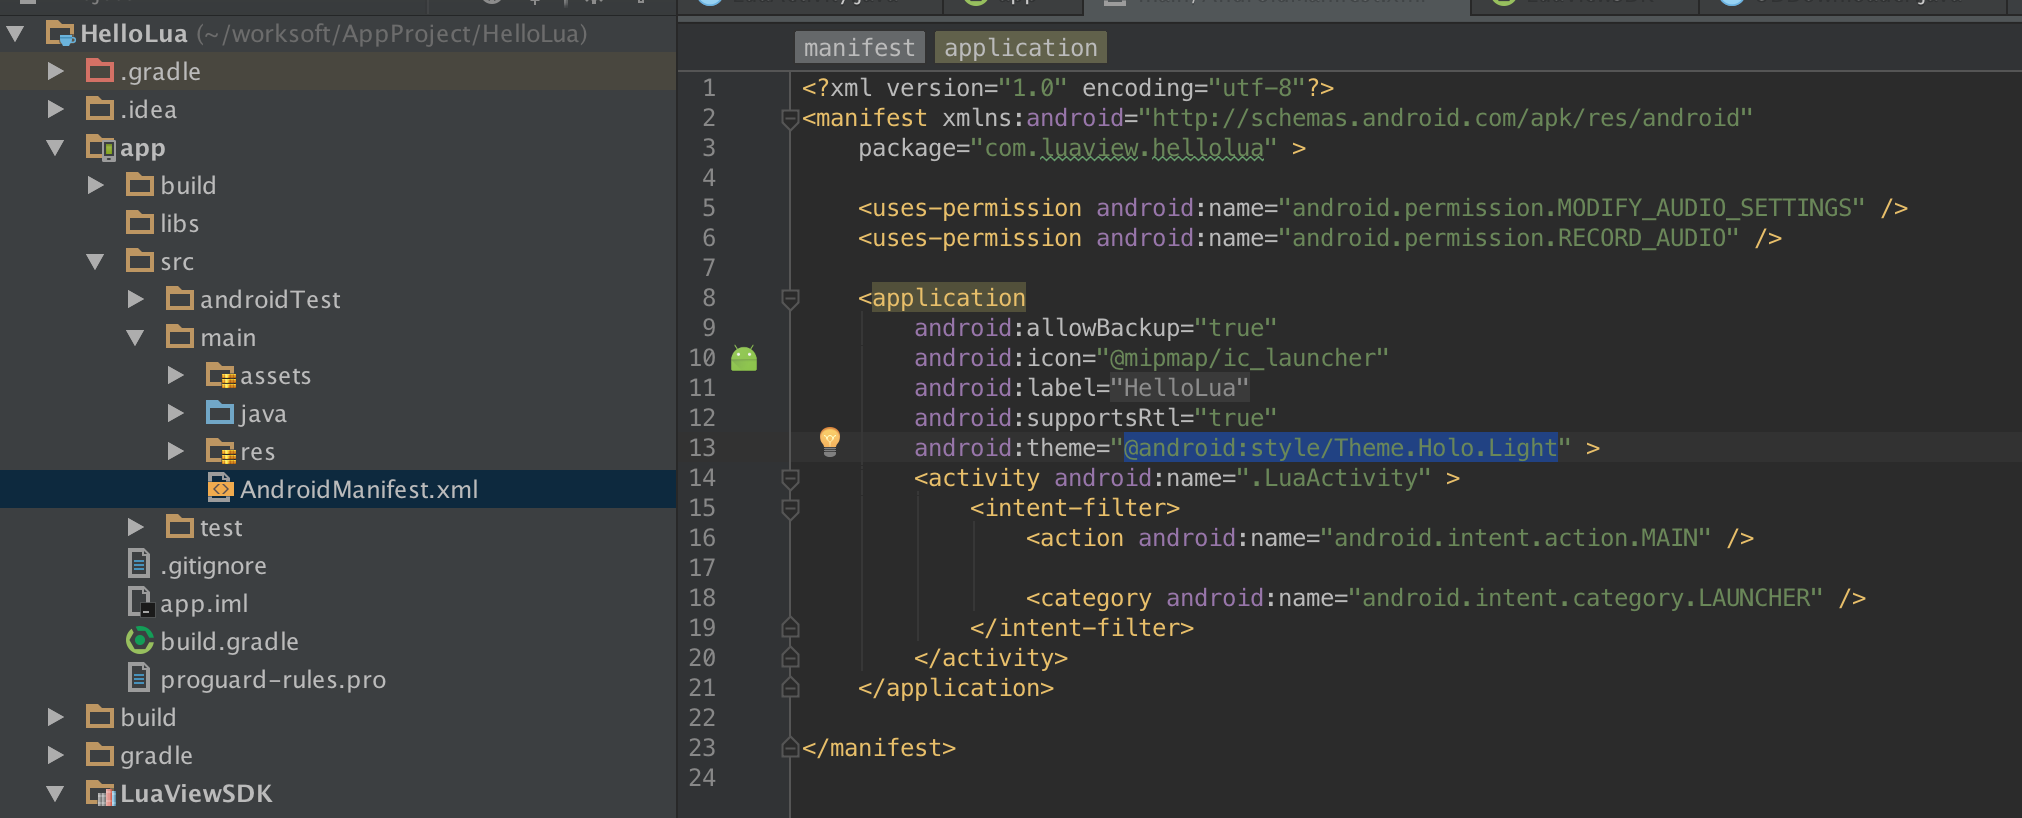 HelloLua (~/worksoft/AppProject/HelloLua)
.gradle
.idea
app
build
libs
src
androidTest
main
assets
java
res
AndroidManifest.xml
test
.gitignore
app.iml
build.gradle
proguard-rules.pro
build
gradle
LuaViewSDK
manifest application
1 <?xml version="1.0" encoding="utf-8"?>
2 <manifest xmlns:android="http://schemas.android.com/apk/res/android"
3 package="com.luaview.hellolua" >
4
5 <uses-permission android:name="android.permission.MODIFY_AUDIO_SETTINGS" />
6 <uses-permission android:name="android.permission.RECORD_AUDIO" />
7
8 <application
9 android:allowBackup="true"
10 android:icon="@mipmap/ic_launcher"
11 android:label="HelloLua"
12 android:supportsRtl="true"
13 android:theme="@android:style/Theme.Holo.Light" >
14 <activity android:name=".LuaActivity" >
15 <intent-filter>
16 <action android:name="android.intent.action.MAIN" />
17
18 <category android:name="android.intent.category.LAUNCHER" />
19 </intent-filter>
20 </activity>
21 </application>
22
23 </manifest>
24